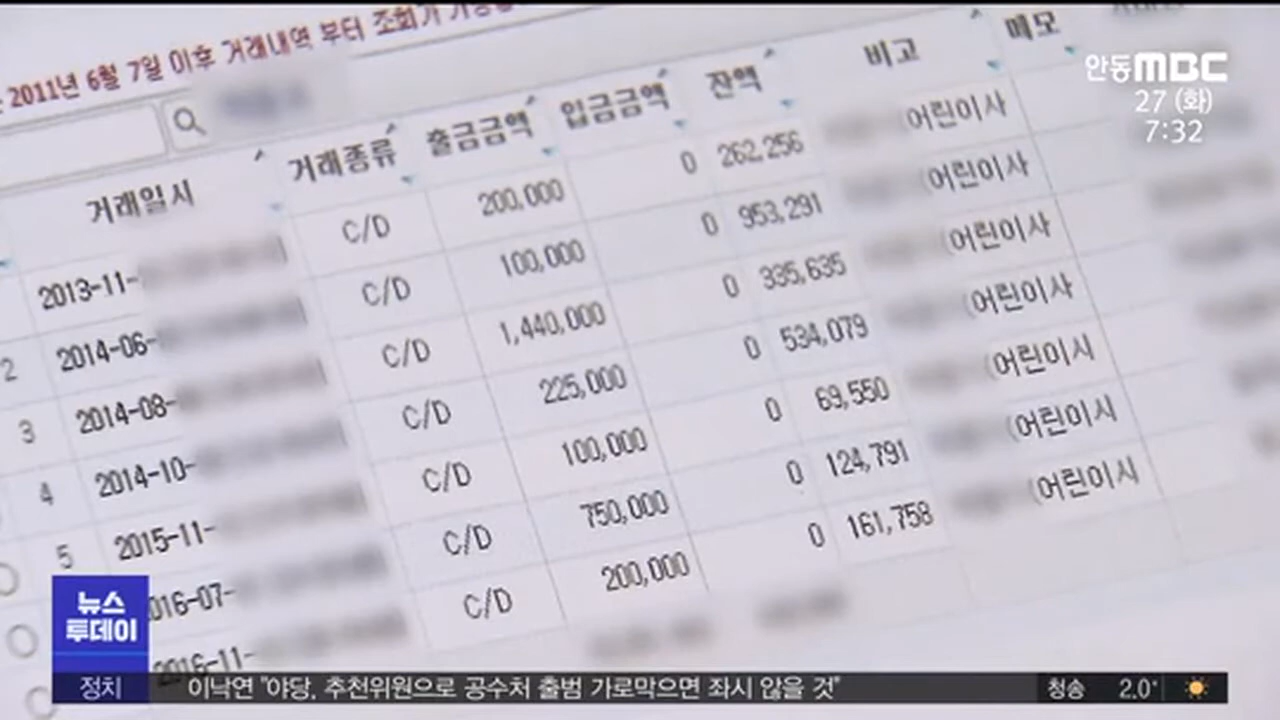 2011년 6월 7일 이후 거래내역 부터 조회가
거래일시 거래종류 출금금액 입금금액 잔액 비고 메모
2013-11- C/D 200,000 0 262,256 (어린이사
2 2014-06- C/D 100,000 0 953,291 (어린이사
3 2014-08- C/D 1,440,000 0 335,635 (어린이사
4 2014-10- C/D 225,000 0 534,079 (어린이사
5 2015-11- C/D 100,000 0 69,550 (어린이시
016-07- C/D 750,000 0 124,791 (어린이시
2016-11- C/D 200,000 0 161,758 (어린이시
안동MBC
27 (화)
7:32
뉴스
투데이
정치 이낙연 "야당, 추천위원으로 공수처 출범 가로막으면 좌시 않을 것" 청송 2.0°